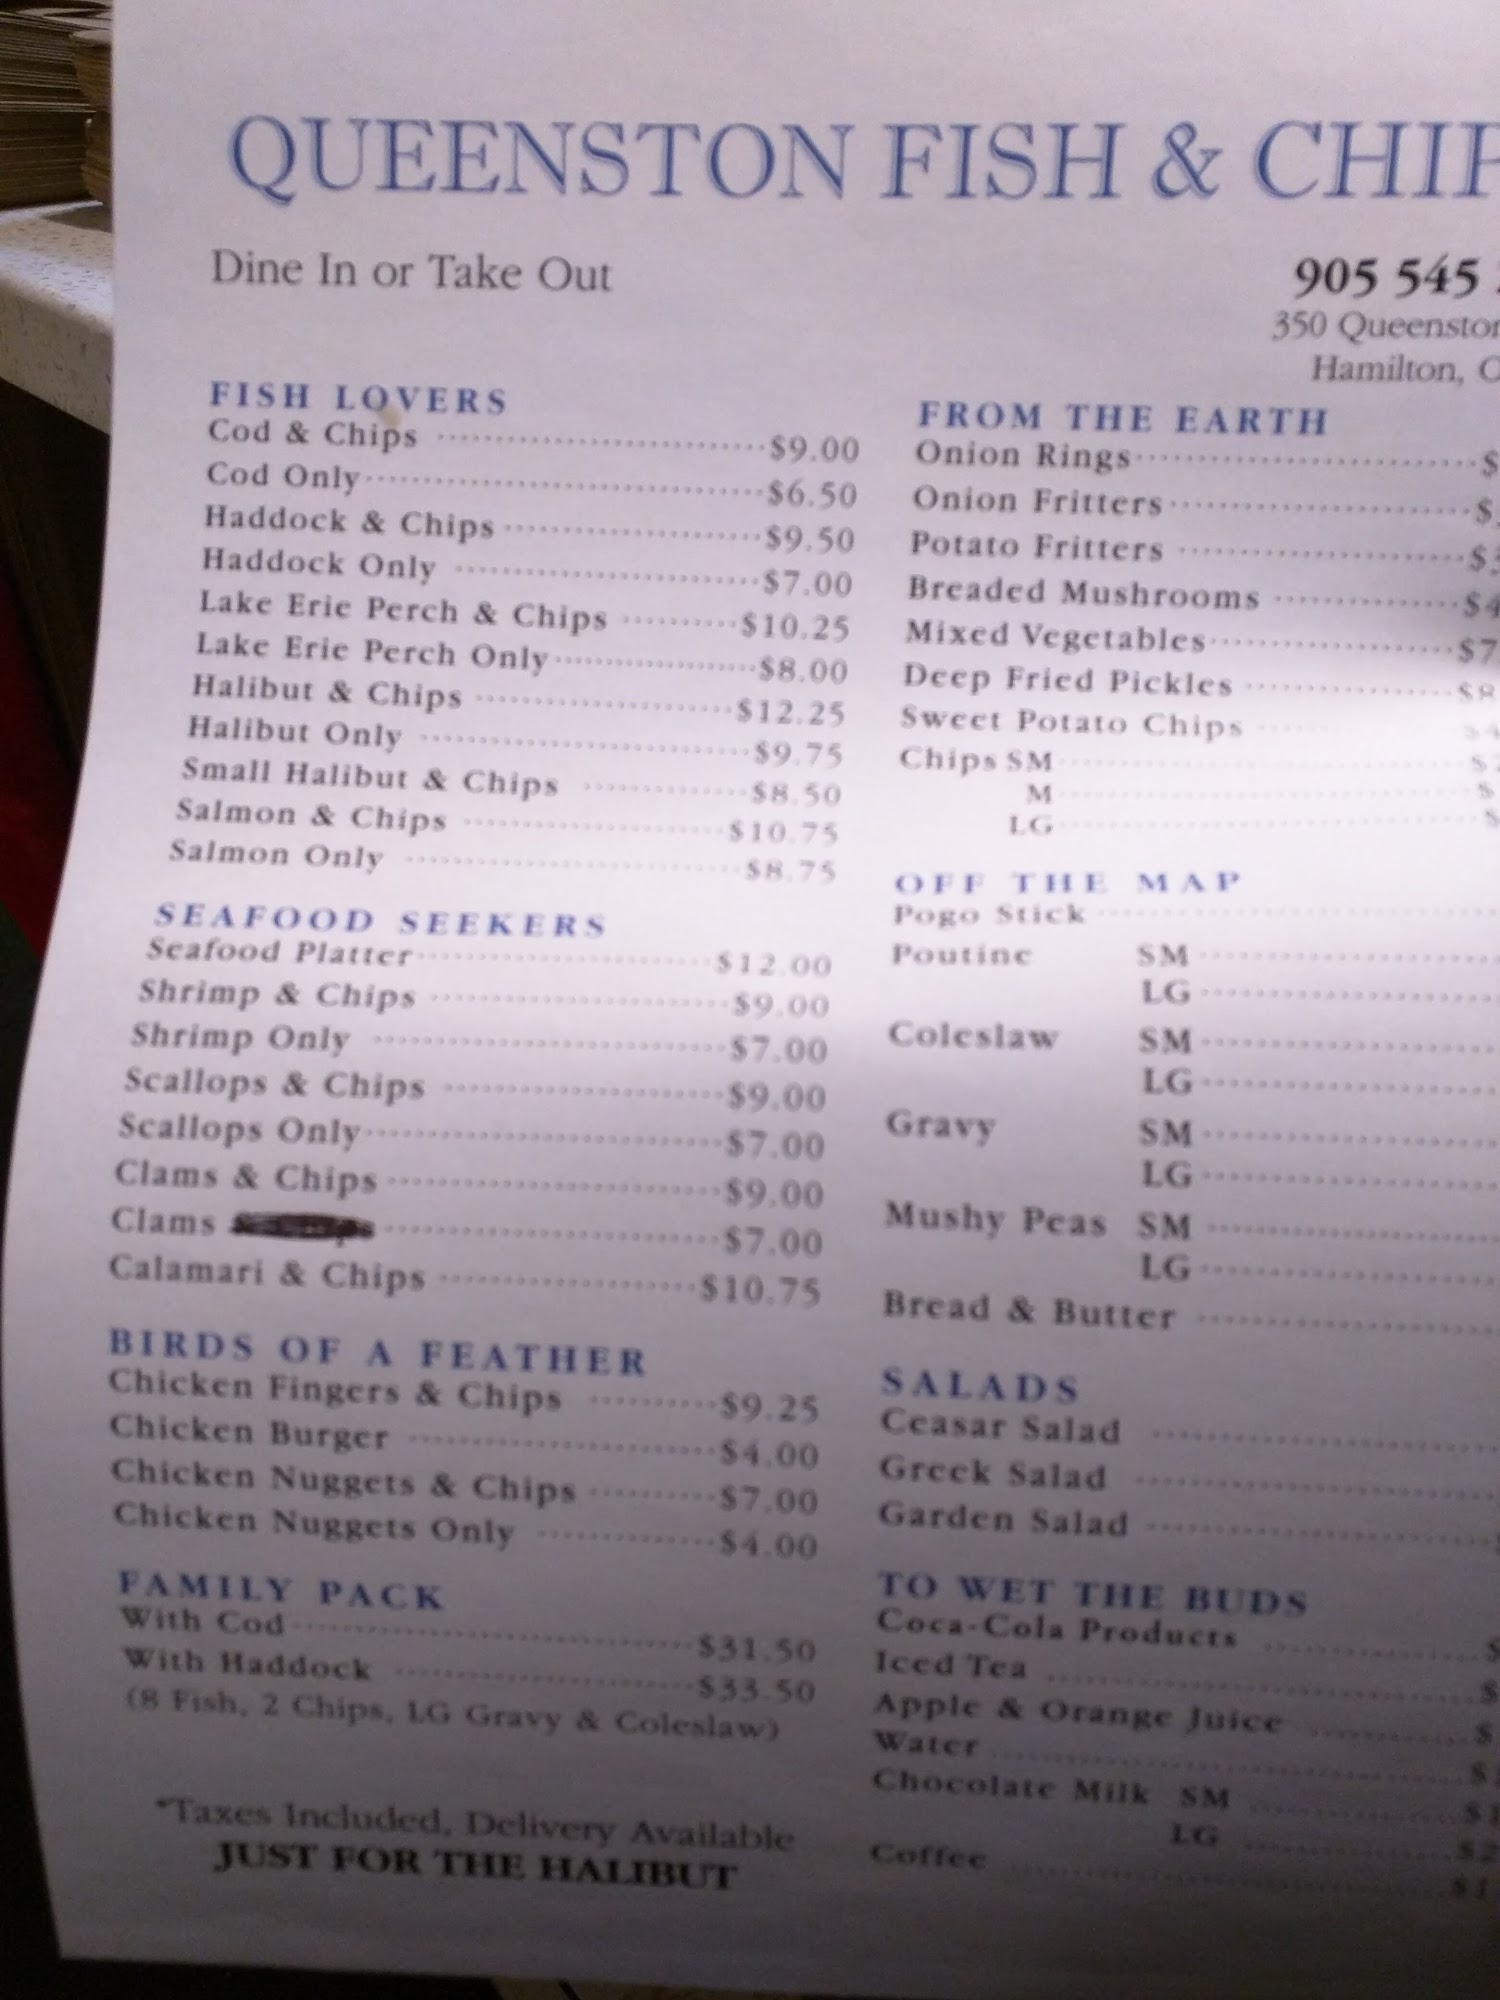 QUEENSTON FISH & CHIP
Dine In or Take Out
905 545
350 Queenston
Hamilton,
FISH LOVERS
Cod & Chips $9.00
Cod Only $6.50
Haddock & Chips $9.50
Haddock Only $7.00
Lake Erie Perch & Chips $10.25
Lake Erie Perch Only $8.00
Halibut & Chips $12.25
Halibut Only $9.75
Small Halibut & Chips $8.50
Salmon & Chips $10.75
Salmon Only $8.75
SEAFOOD SEEKERS
Seafood Platter $12.00
Shrimp & Chips $9.00
Shrimp Only $7.00
Scallops & Chips $9.00
Scallops Only $7.00
Clams & Chips $9.00
Clams $7.00
Calamari & Chips $10.75
BIRDS OF A FEATHER
Chicken Fingers & Chips $9.25
Chicken Burger $4.00
Chicken Nuggets & Chips $7.00
Chicken Nuggets Only $4.00
FAMILY PACK
With Cod $31.50
With Haddock $33.50
(8 Fish, 2 Chips, LG Gravy & Coleslaw)
*Taxes Included, Delivery Available
JUST FOR THE HALIBUT
FROM THE EARTH
Onion Rings $
Onion Fritters $
Potato Fritters $
Breaded Mushrooms $4
Mixed Vegetables $7
Deep Fried Pickles $8
Sweet Potato Chips $4
Chips SM $
M $
LG $
OFF THE MAP
Pogo Stick
Poutine SM
LG
Coleslaw SM
LG
Gravy SM
LG
Mushy Peas SM
LG
Bread & Butter
SALADS
Ceasar Salad
Greek Salad
Garden Salad
TO WET THE BUDS
Coca-Cola Products $
Iced Tea $
Apple & Orange Juice $
Water $
Chocolate Milk SM $1
LG $2
Coffee $1